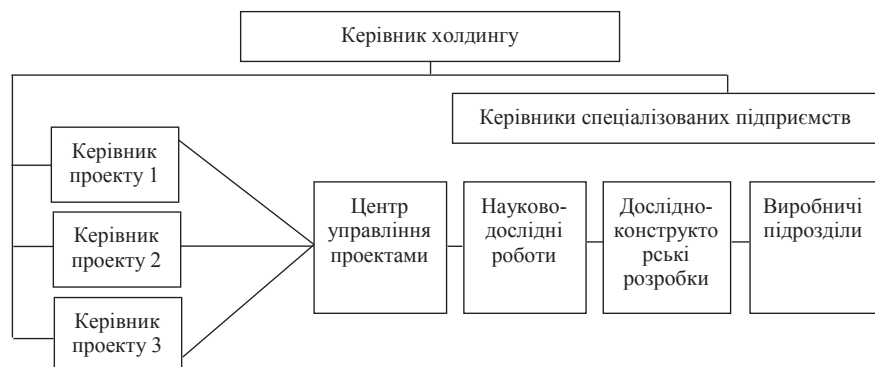 Керівник холдингу
Керівники спеціалізованих підприємств
Керівник
проекту 1
Керівник
проекту 2
Керівник
проекту 3
Центр
управління
проектами
Науково-
дослідні
роботи
Дослідно-
конструкто
рські
розробки
Виробничі
підрозділи